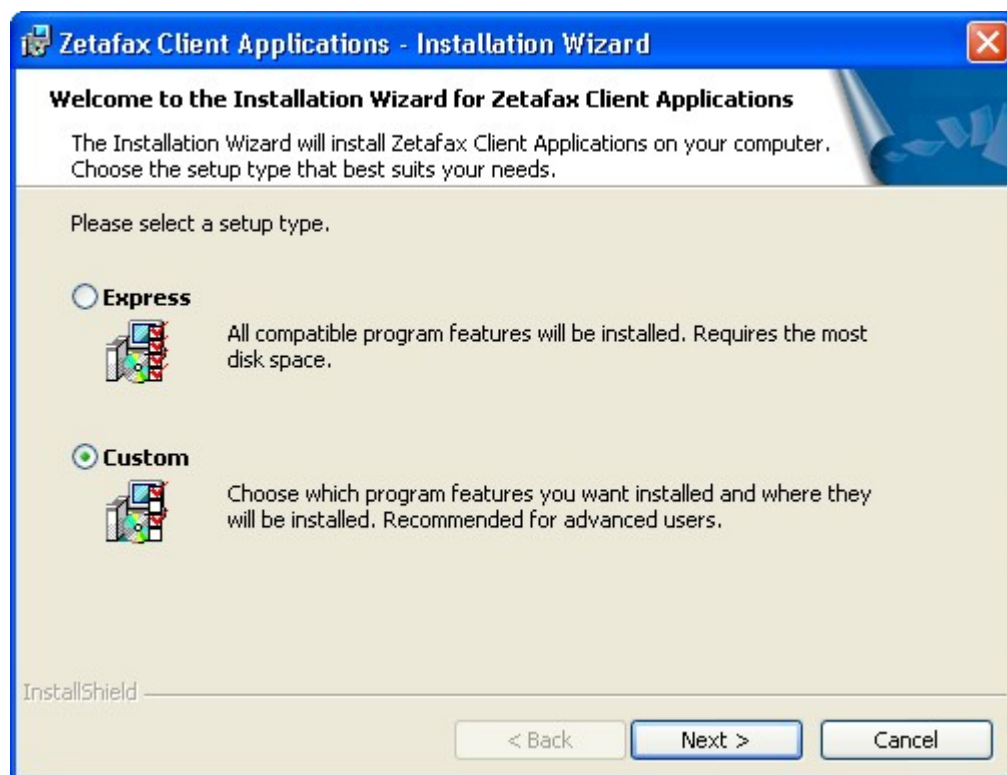 Zetafax Client Applications - Installation Wizard
Welcome to the Installation Wizard for Zetafax Client Applications
The Installation Wizard will install Zetafax Client Applications on your computer.
Choose the setup type that best suits your needs.
Please select a setup type.
Express
All compatible program features will be installed. Requires the most
disk space.
Custom
Choose which program features you want installed and where they
will be installed. Recommended for advanced users.
InstallShield
< Back
Next >
Cancel